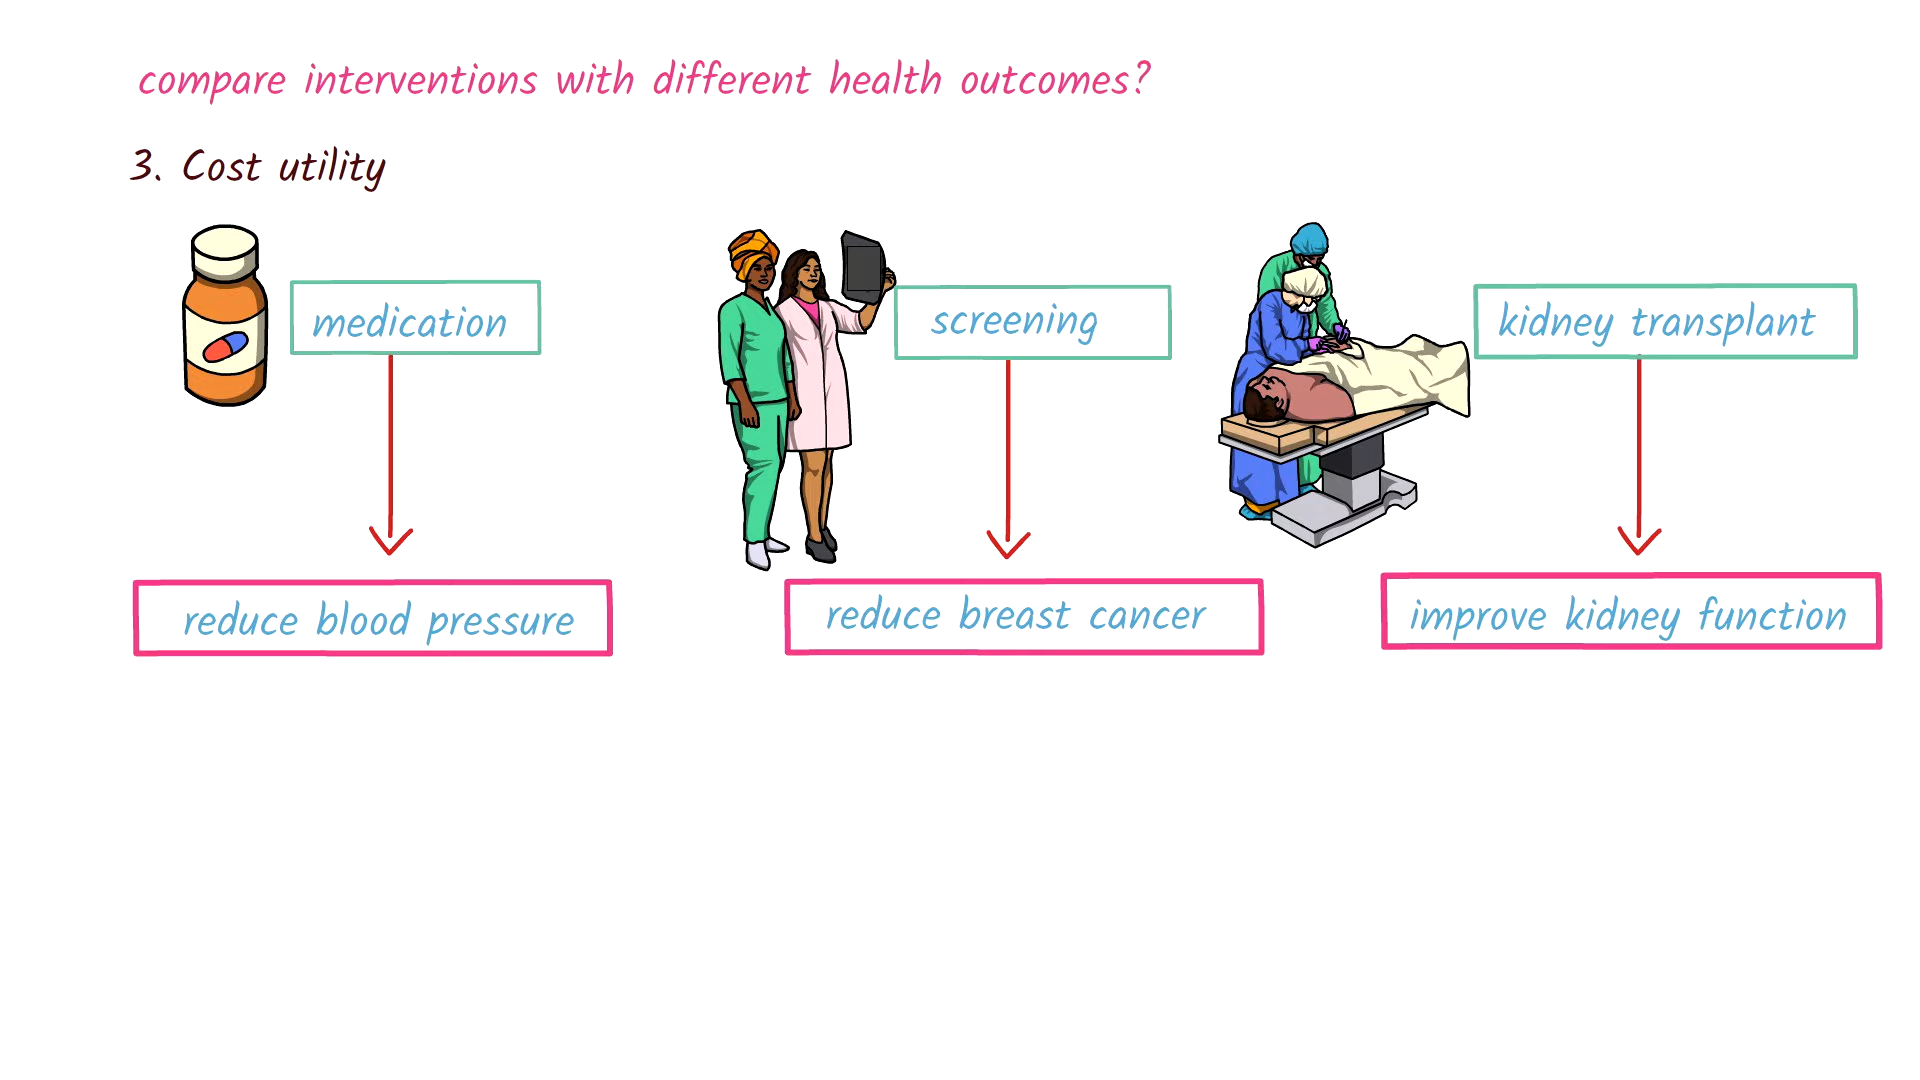 compare interventions with different health outcomes?
3. Cost utility
medication
screening
kidney transplant
reduce blood pressure
reduce breast cancer
improve kidney function